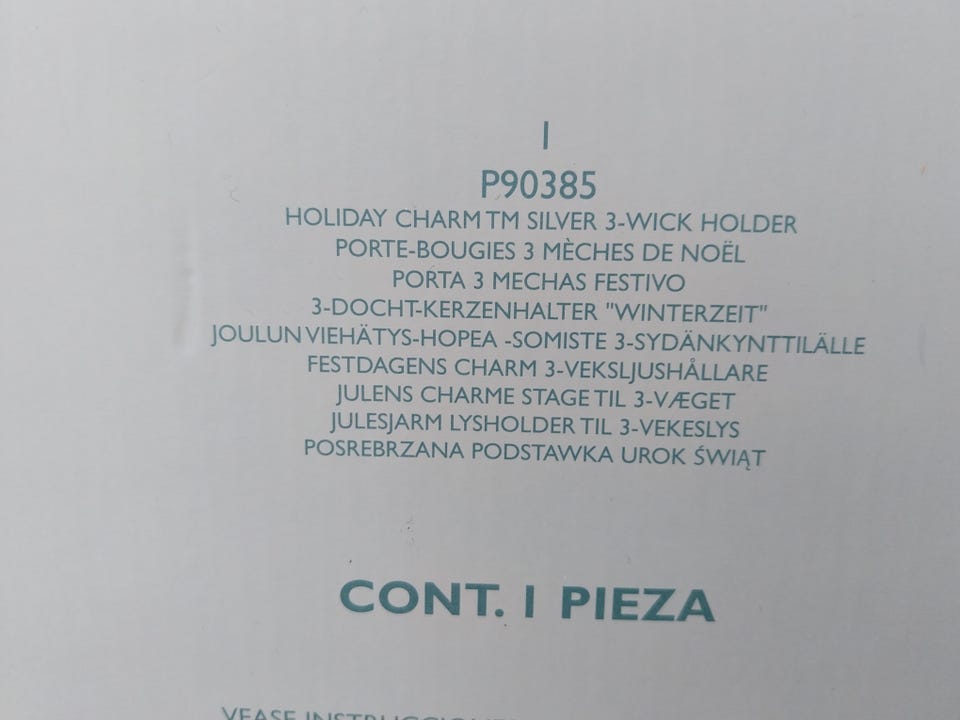 1
P90385
HOLIDAY CHARM TM SILVER 3-WICK HOLDER
PORTE-BOUGIES 3 MÈCHES DE NOËL
PORTA 3 MECHAS FESTIVO
3-DOCHT-KERZENHALTER "WINTERZEIT"
JOULUN VIEHÄTYS-HOPEA -SOMISTE 3-SYDÄNKYNTTILÄLLE
FESTDAGENS CHARM 3-VEKSLJUSHÅLLARE
JULENS CHARME STAGE TIL 3-VÆGET
JULESJARM LYSHOLDER TIL 3-VEKESLYS
POSREBRZANA PODSTAWKA UROK ŚWIĄT
CONT. 1 PIEZA
VEASE